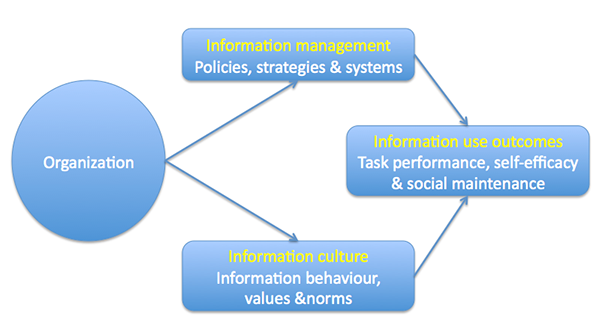 Information management
Policies, strategies & systems
Organization
Information use outcomes
Task performance, self-efficacy
& social maintenance
Information culture
Information behaviour,
values &norms